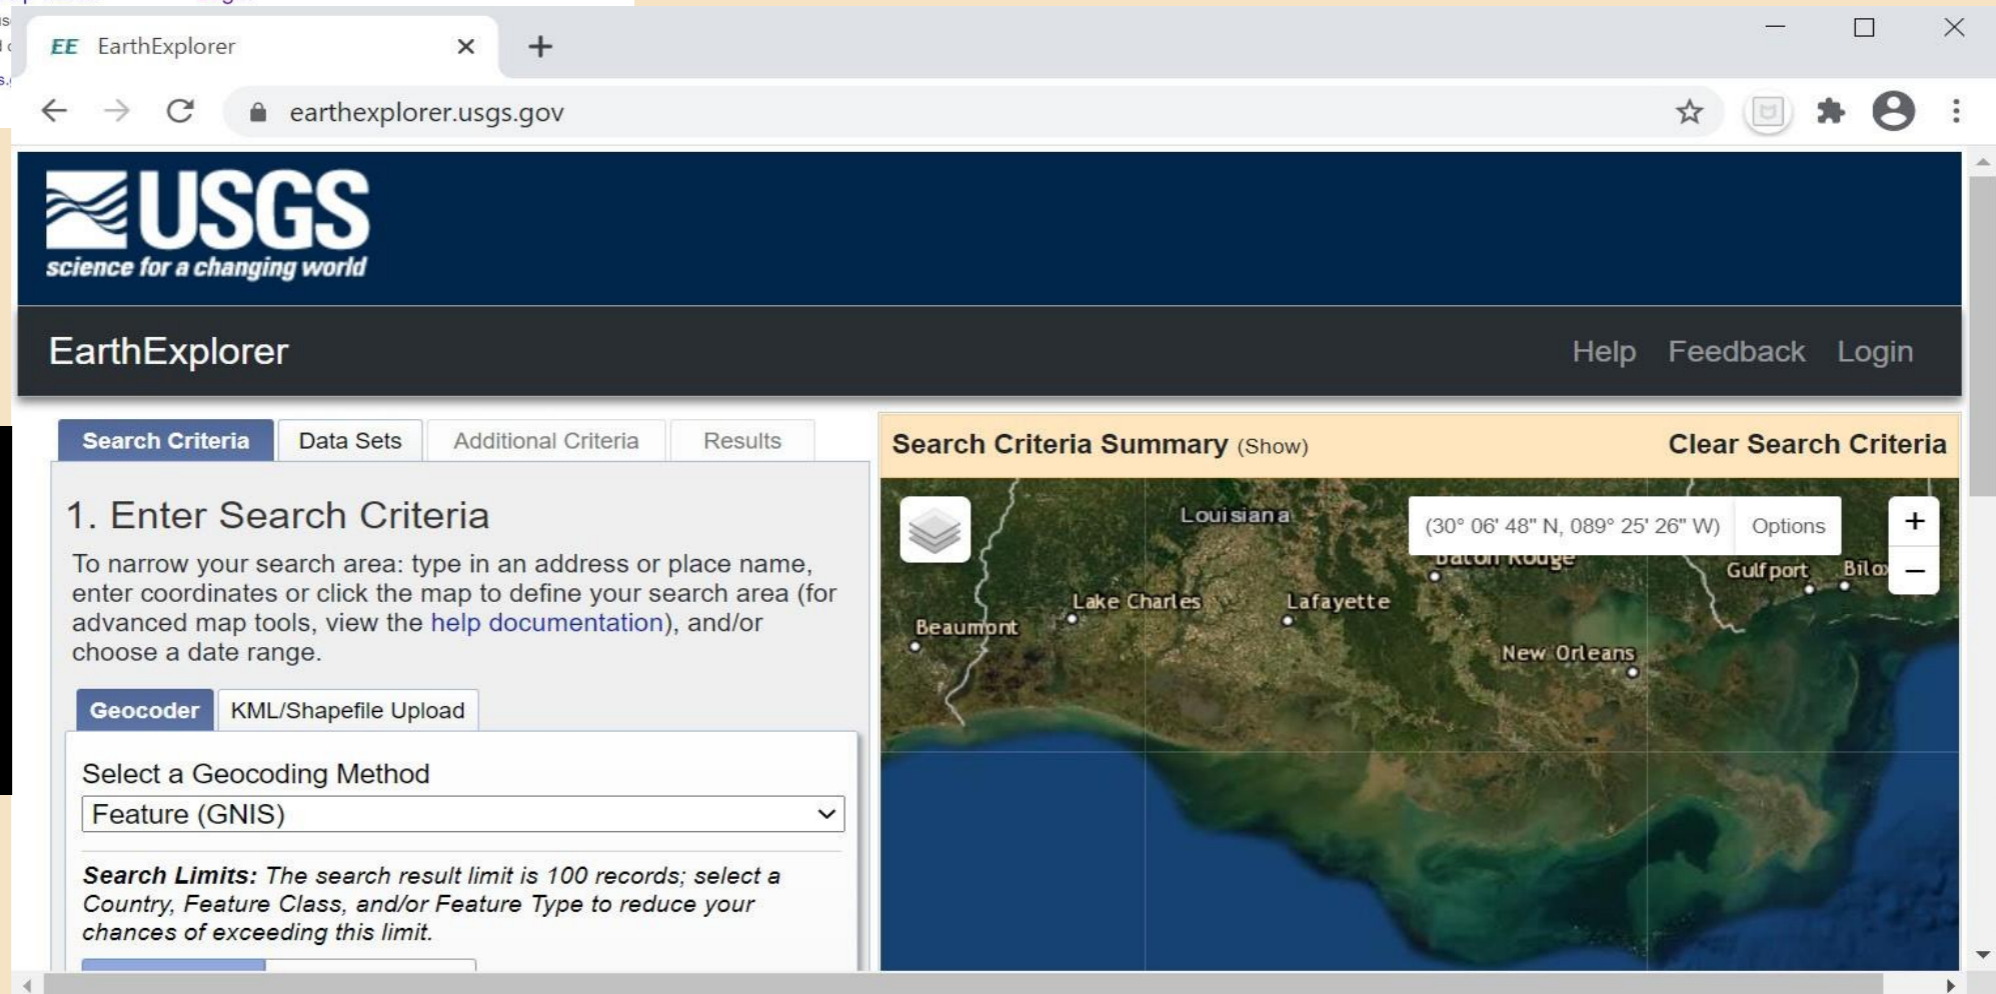 EE EarthExplorer
earthexplorer.usgs.gov
USGS
science for a changing world
EarthExplorer
Help Feedback Login
Search Criteria Data Sets Additional Criteria Results
1. Enter Search Criteria
To narrow your search area: type in an address or place name,
enter coordinates or click the map to define your search area (for
advanced map tools, view the help documentation), and/or
choose a date range.
Geocoder KML/Shapefile Upload
Select a Geocoding Method
Feature (GNIS)
Search Limits: The search result limit is 100 records; select a
Country, Feature Class, and/or Feature Type to reduce your
chances of exceeding this limit.
Search Criteria Summary (Show) Clear Search Criteria
Louisiana
(30° 06' 48" N, 089° 25' 26" W) Options
+
Baton Rouge
Gulfport Bilox
−
Lake Charles Lafayette
Beaumont
New Orleans